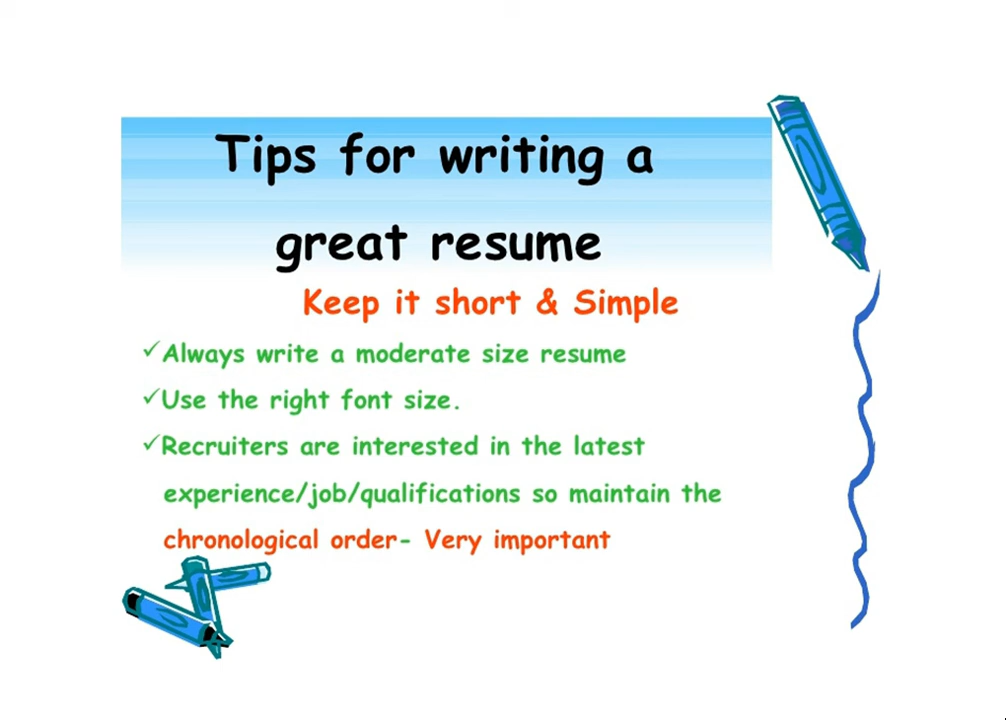 Tips for writing a
great resume
Keep it short & Simple
✓Always write a moderate size resume
✓Use the right font size.
✓Recruiters are interested in the latest
experience/job/qualifications so maintain the
chronological order- Very important